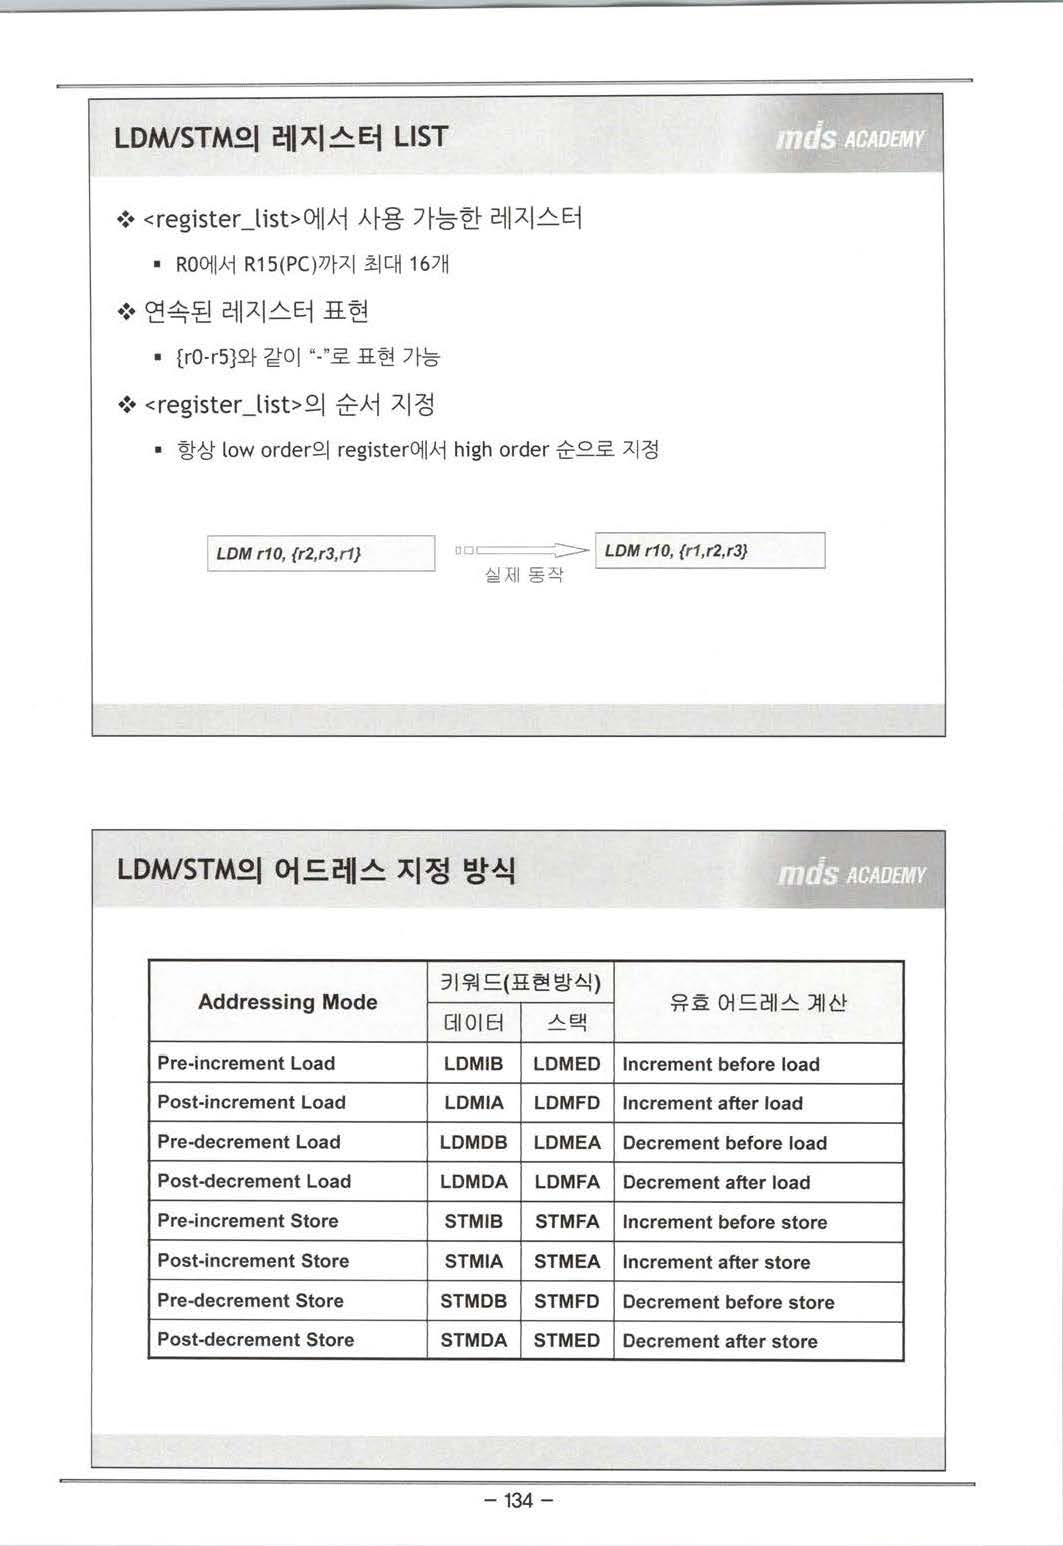 LDM/STM의 레지스터 LIST
mds ACADEMY
❖ <register_list>에서 사용 가능한 레지스터
▪ R0에서 R15(PC)까지 최대 16개
❖ 연속된 레지스터 표현
▪ {r0-r5}와 같이 “-”로 표현 가능
❖ <register_list>의 순서 지정
▪ 항상 low order의 register에서 high order 순으로 지정
LDM r10, {r2,r3,r1}
실제 동작
LDM r10, {r1,r2,r3}
LDM/STM의 어드레스 지정 방식
mds ACADEMY
Addressing Mode 키워드(표현방식) 유효 어드레스 계산
데이터 스택
Pre-increment Load LDMIB LDMED Increment before load
Post-increment Load LDMIA LDMFD Increment after load
Pre-decrement Load LDMDB LDMEA Decrement before load
Post-decrement Load LDMDA LDMFA Decrement after load
Pre-increment Store STMIB STMFA Increment before store
Post-increment Store STMIA STMEA Increment after store
Pre-decrement Store STMDB STMFD Decrement before store
Post-decrement Store STMDA STMED Decrement after store
- 134 -